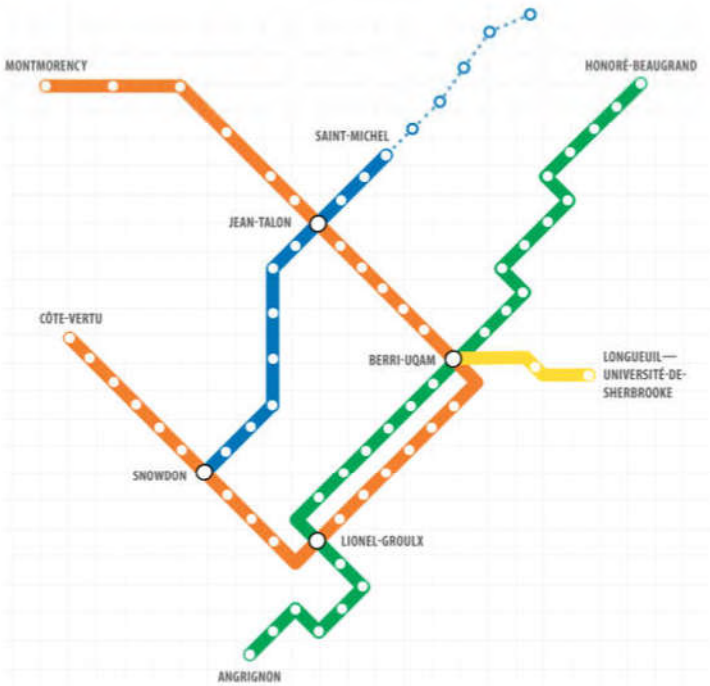 MONTMORENCY
HONORÉ-BEAUGRAND
SAINT-MICHEL
JEAN-TALON
CÔTE-VERTU
BERRI-UQAM
LONGUEUIL—
UNIVERSITÉ-DE-
SHERBROOKE
SNOWDON
LIONEL-GROULX
ANGRIGNON